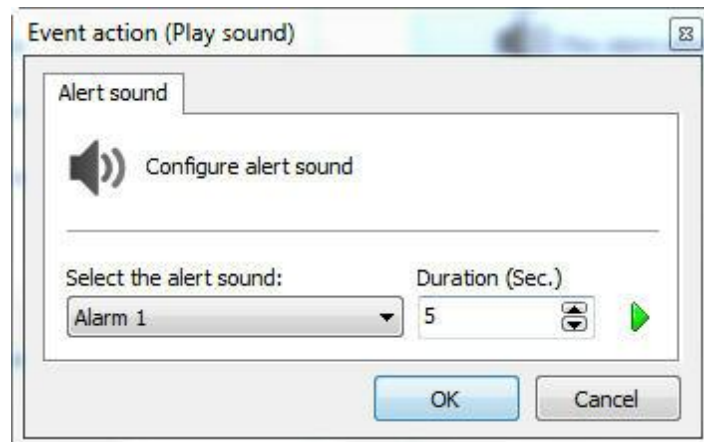 Event action (Play sound)
Alert sound
Configure alert sound
Select the alert sound:
Duration (Sec.)
Alarm 1
5
OK
Cancel